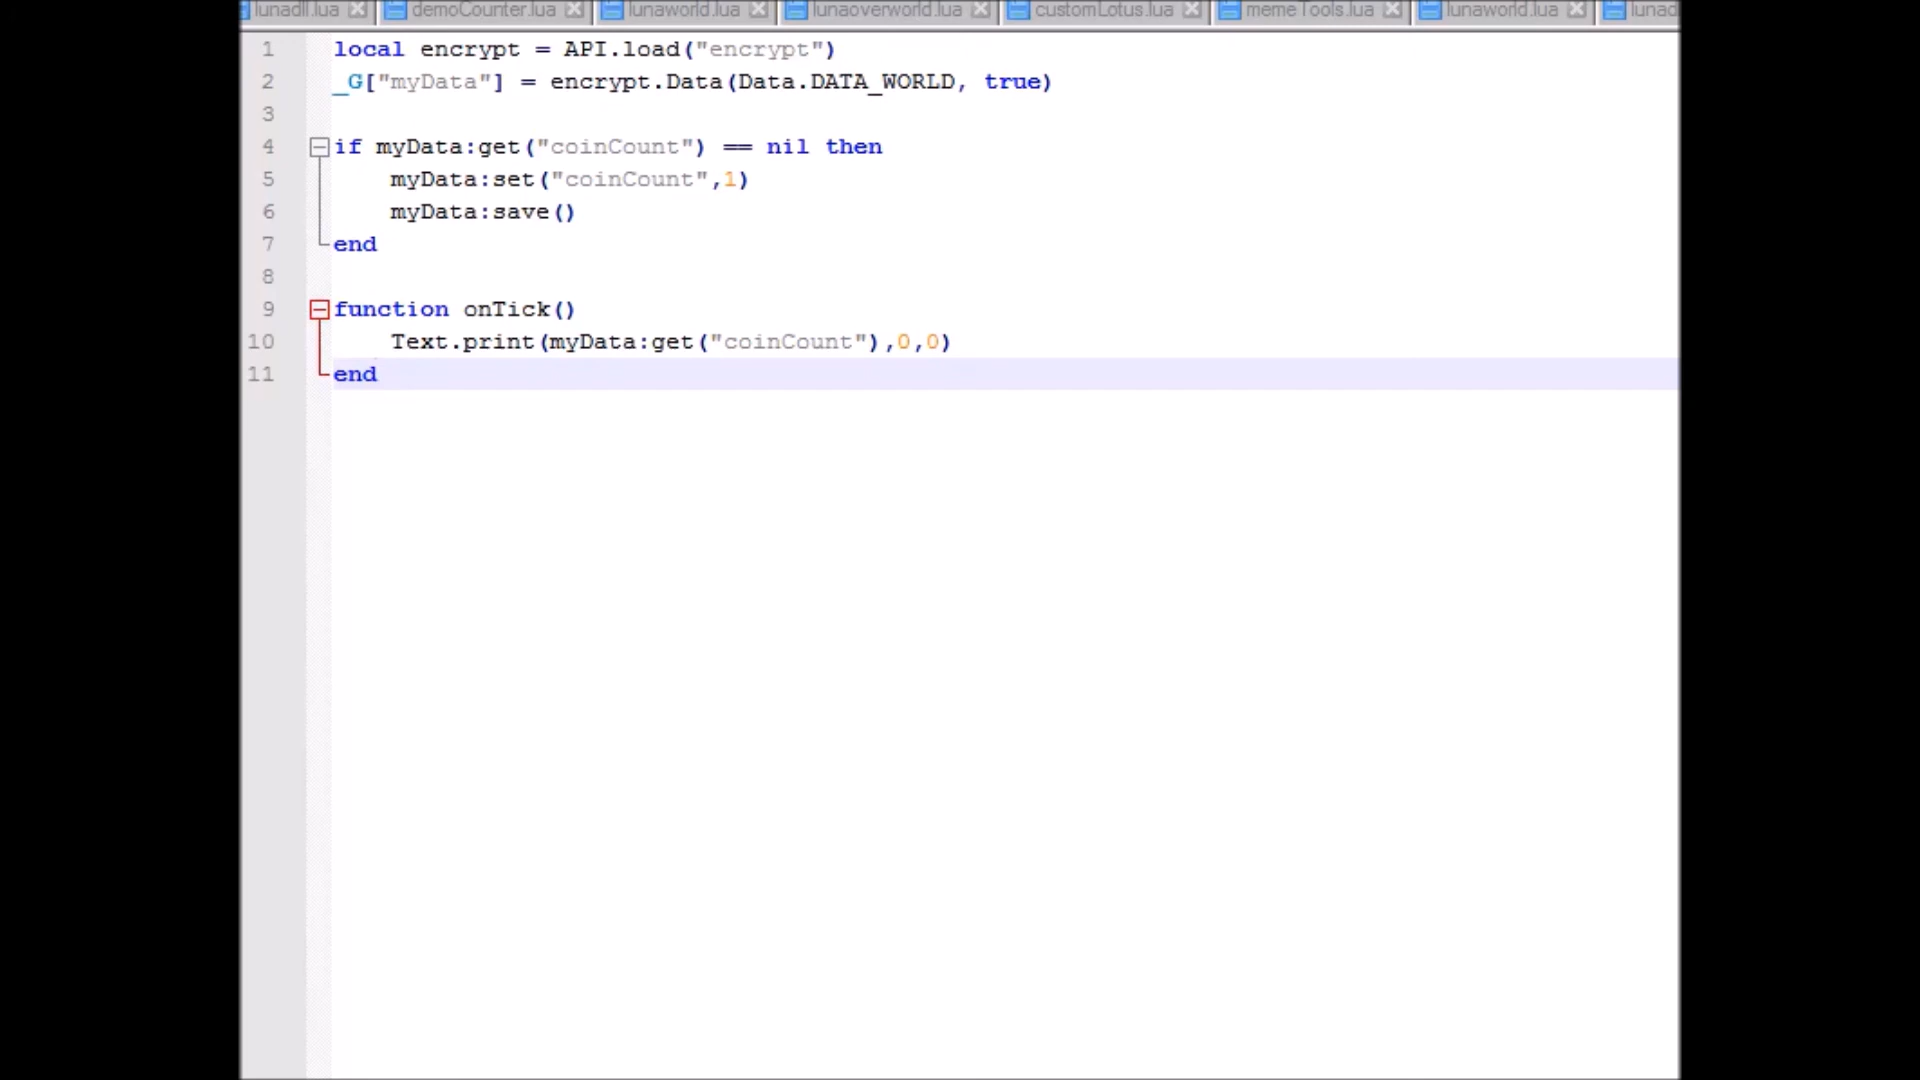 lunadll.lua demoCounter.lua lunaworld.lua lunaoverworld.lua customLotus.lua memeTools.lua lunaworld.lua lunad
1 local encrypt = API.load("encrypt")
2 _G["myData"] = encrypt.Data(Data.DATA_WORLD, true)
3
4 if myData:get("coinCount") == nil then
5 myData:set("coinCount",1)
6 myData:save()
7 end
8
9 function onTick()
10 Text.print(myData:get("coinCount"),0,0)
11 end